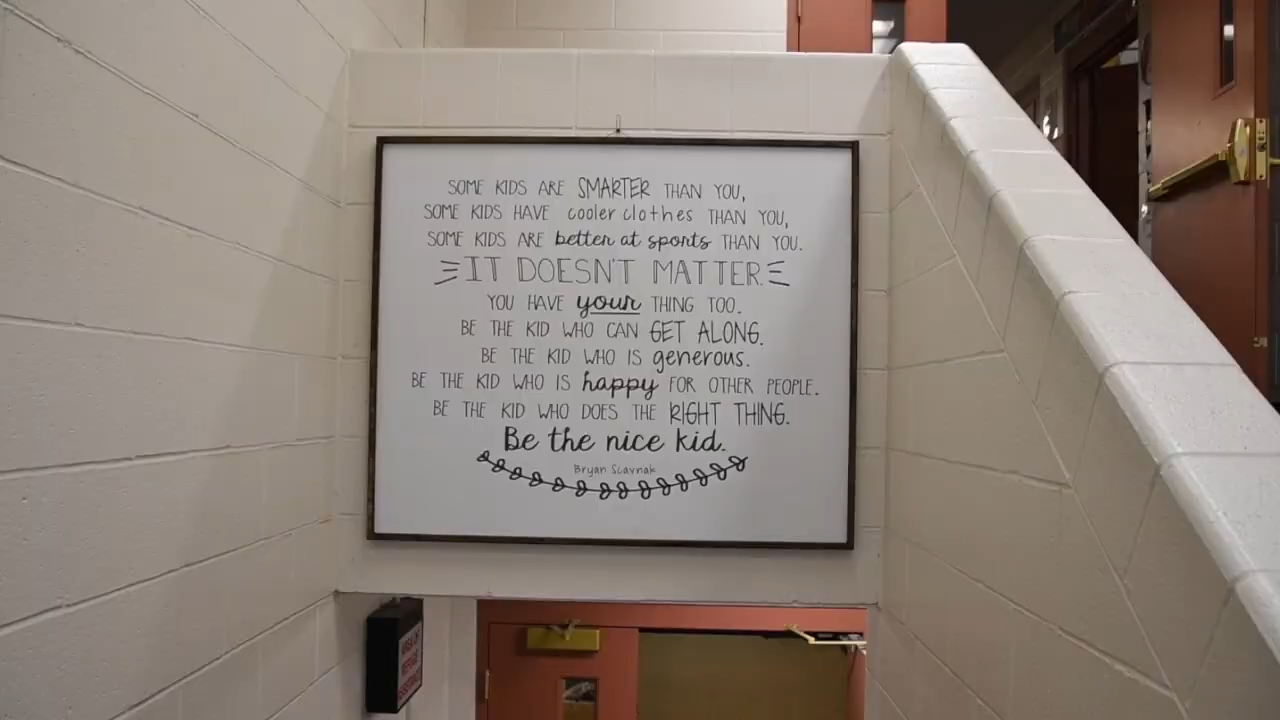 SOME KIDS ARE SMARTER THAN YOU,
SOME KIDS HAVE cooler clothes THAN YOU,
SOME KIDS ARE better at sports THAN YOU.
IT DOESN'T MATTER.
YOU HAVE your THING TOO.
BE THE KID WHO CAN GET ALONG.
BE THE KID WHO IS generous.
BE THE KID WHO IS happy FOR OTHER PEOPLE.
BE THE KID WHO DOES THE RIGHT THING.
Be the nice kid.
Bryan Scavnak
AREA OF